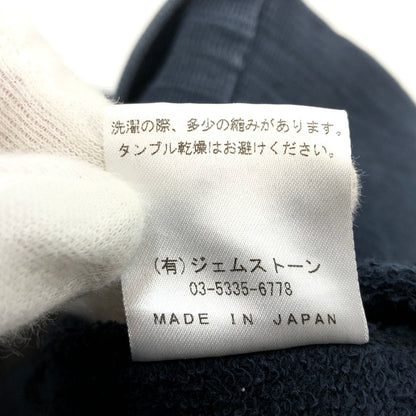 洗濯の際、多少の縮みがあります。
タンブル乾燥はお避けください。
(有)ジェムストーン
03-5335-6778
MADE IN JAPAN